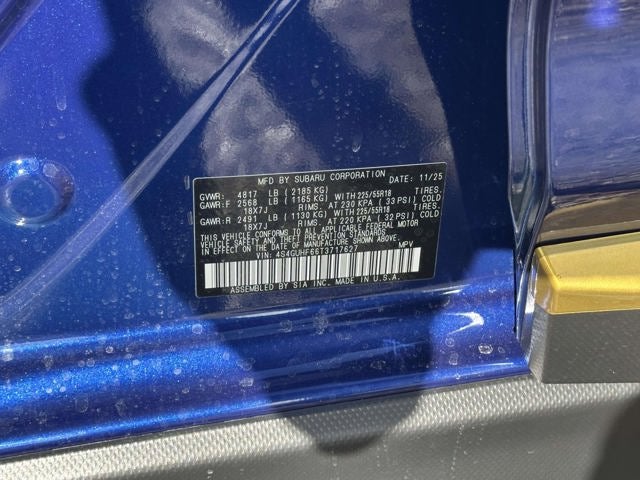 MFD BY SUBARU CORPORATION DATE: 11/25
GVWR: 4817 LB (2185 KG)
GAWR: F 2568 LB (1165 KG) WITH 225/55R18 TIRES.
18X7J RIMS. AT 230 KPA (33 PSI)
GAWR: R 2491 LB (1130 KG) WITH 225/55R18 TIRES.
18X7J RIMS. AT 220 KPA (32 PSI)
THIS VEHICLE CONFORMS TO ALL APPLICABLE FEDERAL MOTOR
VEHICLE SAFETY, BUMPER, AND THEFT PREVENTION STANDARDS
IN EFFECT ON THE DATE OF MANUFACTURE SHOWN ABOVE.
VIN: 4S4GUHF66T3717627 MPV
ASSEMBLED BY SIA INC. MADE IN U.S.A.